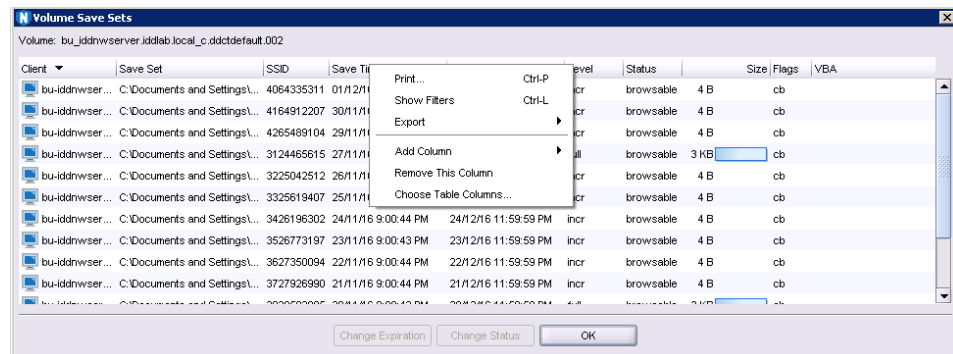 Volume Save Sets
Volume: bu_iddnwserver.iddlab.local_c.ddctdefault.002
Client Save Set SSID Save Ti evel Status Size Flags VBA
bu-iddnwser... C:\Documents and Settings\... 4064335311 01/12/1 ncr browsable 4 B cb
bu-iddnwser... C:\Documents and Settings\... 4164912207 30/11/1 ncr browsable 4 B cb
bu-iddnwser... C:\Documents and Settings\... 4265489104 29/11/1 ncr browsable 4 B cb
bu-iddnwser... C:\Documents and Settings\... 3124465615 27/11/1 ull browsable 3 KB cb
bu-iddnwser... C:\Documents and Settings\... 3225042512 26/11/1 ncr browsable 4 B cb
bu-iddnwser... C:\Documents and Settings\... 3325619407 25/11/1 ncr browsable 4 B cb
bu-iddnwser... C:\Documents and Settings\... 3426196302 24/11/16 9:00:44 PM 24/12/16 11:59:59 PM incr browsable 4 B cb
bu-iddnwser... C:\Documents and Settings\... 3526773197 23/11/16 9:00:43 PM 23/12/16 11:59:59 PM incr browsable 4 B cb
bu-iddnwser... C:\Documents and Settings\... 3627350094 22/11/16 9:00:44 PM 22/12/16 11:59:59 PM incr browsable 4 B cb
bu-iddnwser... C:\Documents and Settings\... 3727926990 21/11/16 9:00:44 PM 21/12/16 11:59:59 PM incr browsable 4 B cb
Print... Ctrl-P
Show Filters Ctrl-L
Export
Add Column
Remove This Column
Choose Table Columns...
Change Expiration Change Status OK